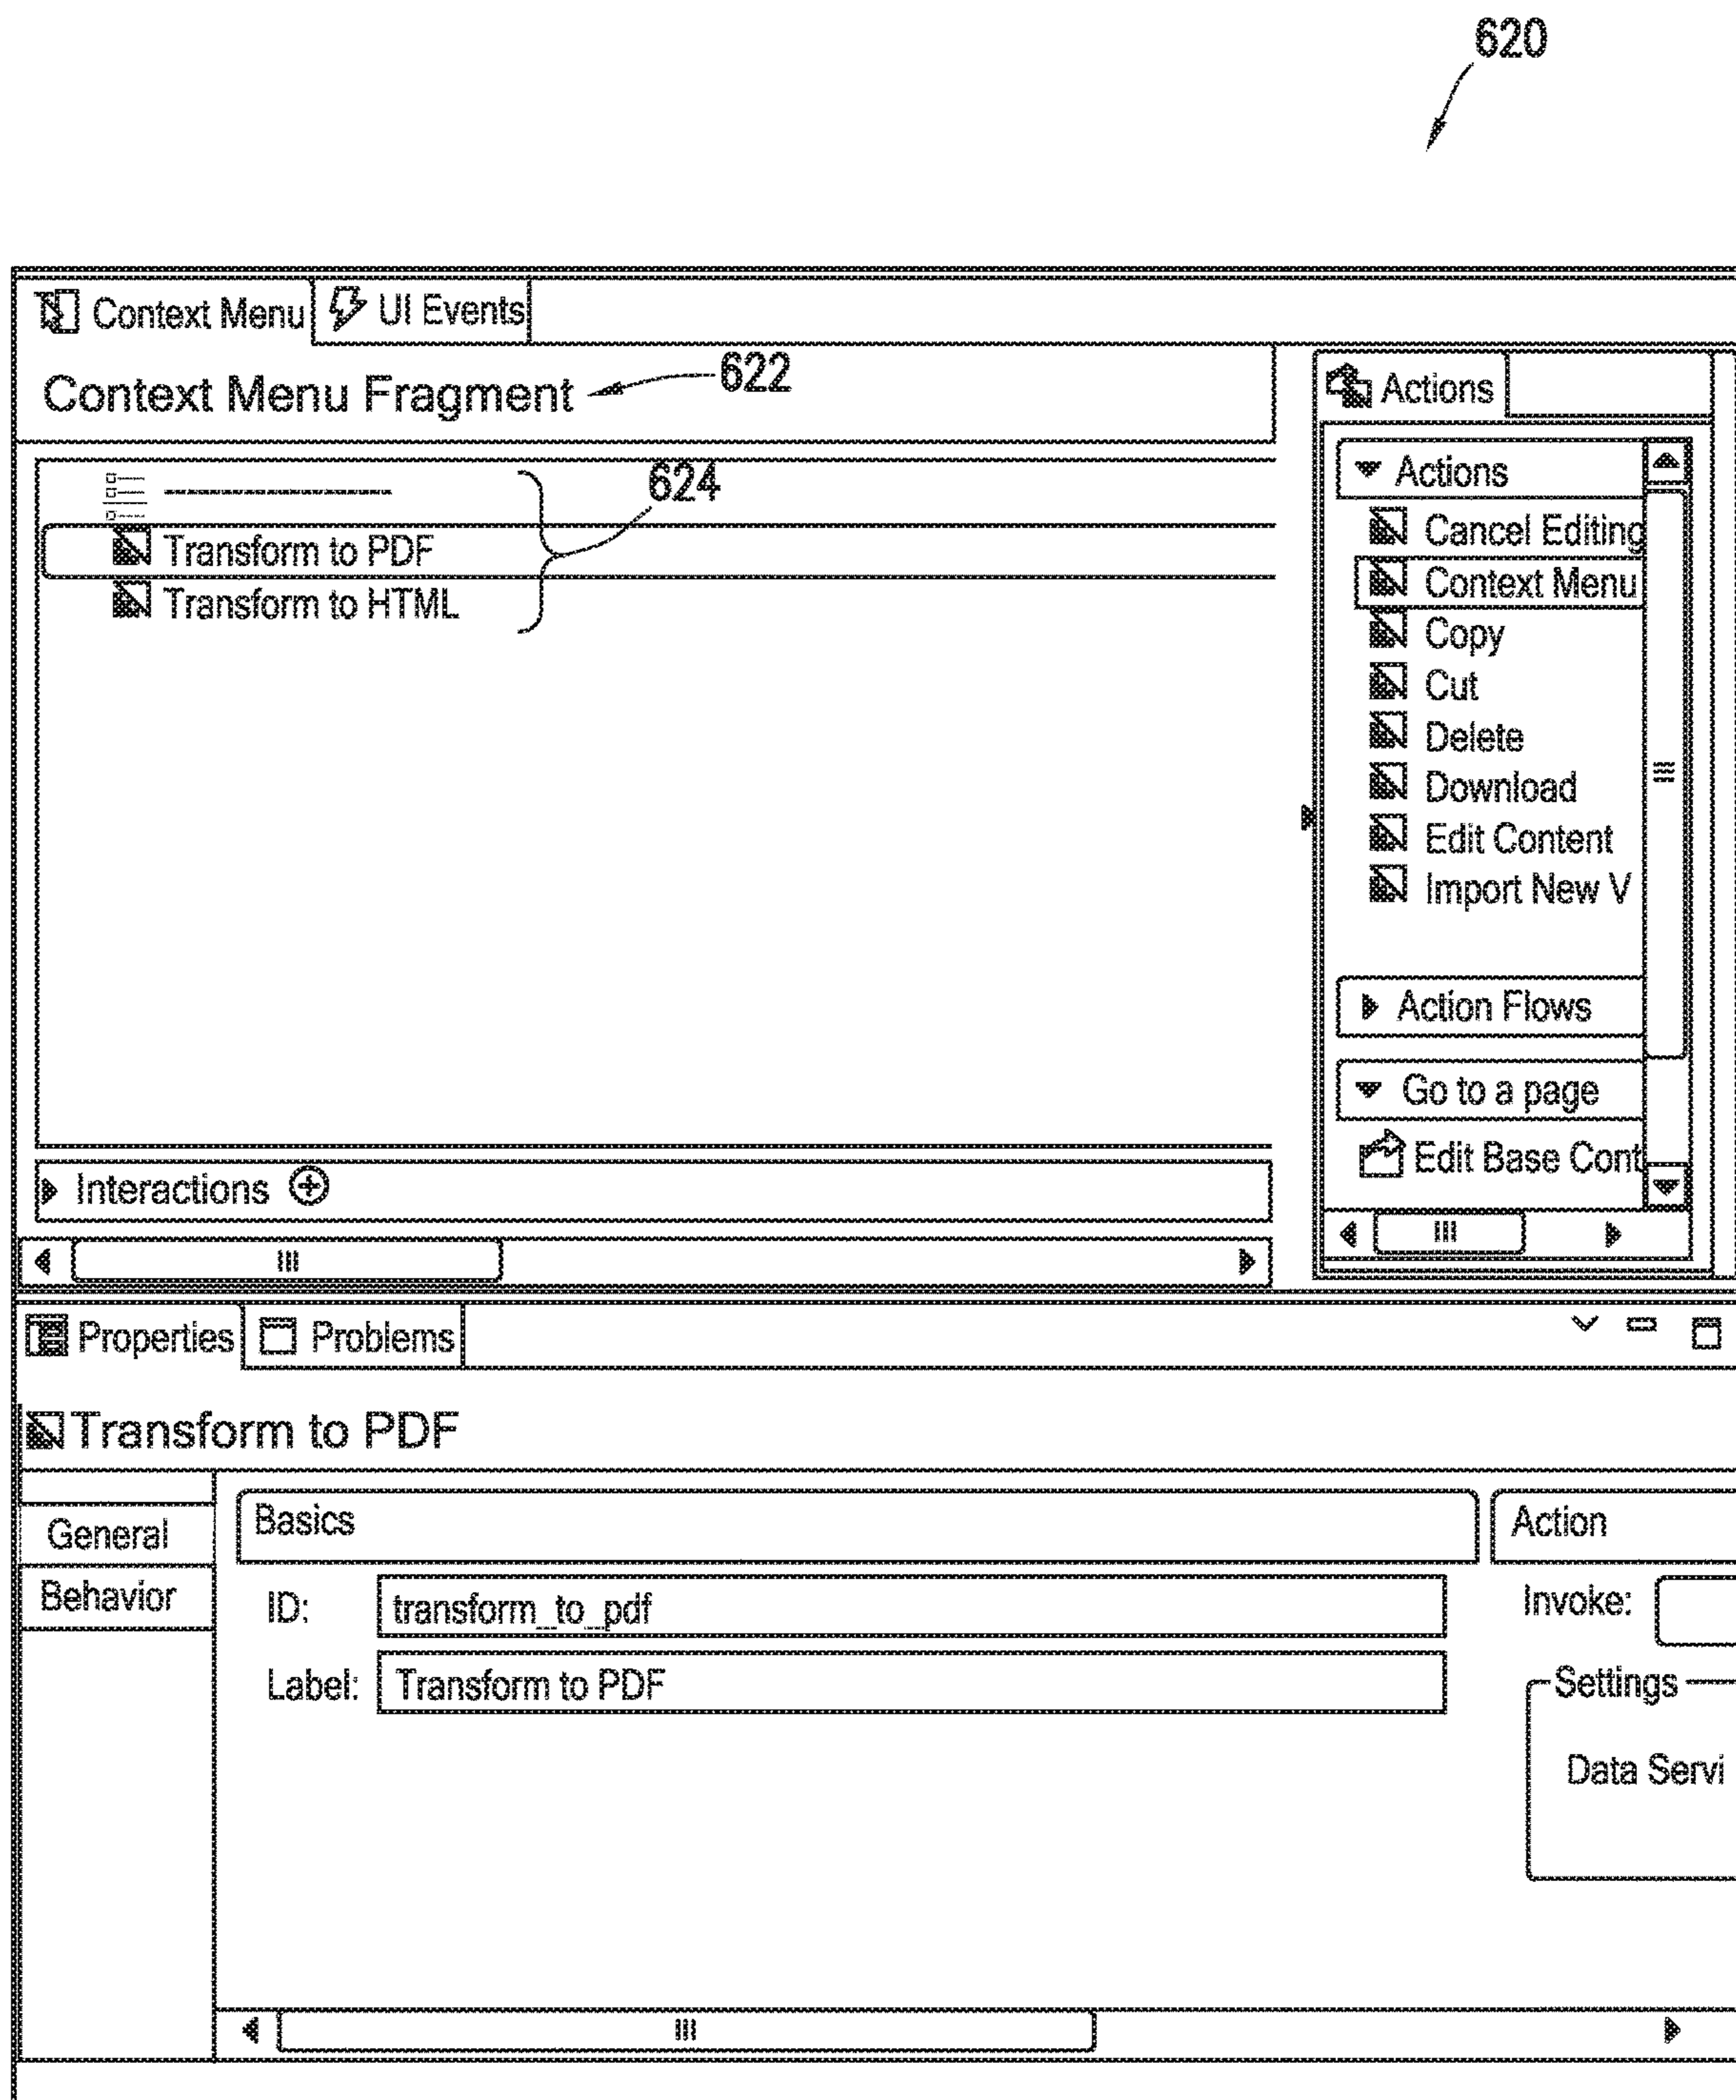 620
Context Menu UI Events
Context Menu Fragment 622
Actions
624
Transform to PDF
Transform to HTML
Actions
Cancel Editing
Context Menu
Copy
Cut
Delete
Download
Edit Content
Import New V
Action Flows
Go to a page
Edit Base Cont
Interactions
Properties Problems
Transform to PDF
General
Behavior
Basics
ID: transform_to_pdf
Label: Transform to PDF
Action
Invoke:
Settings
Data Servi